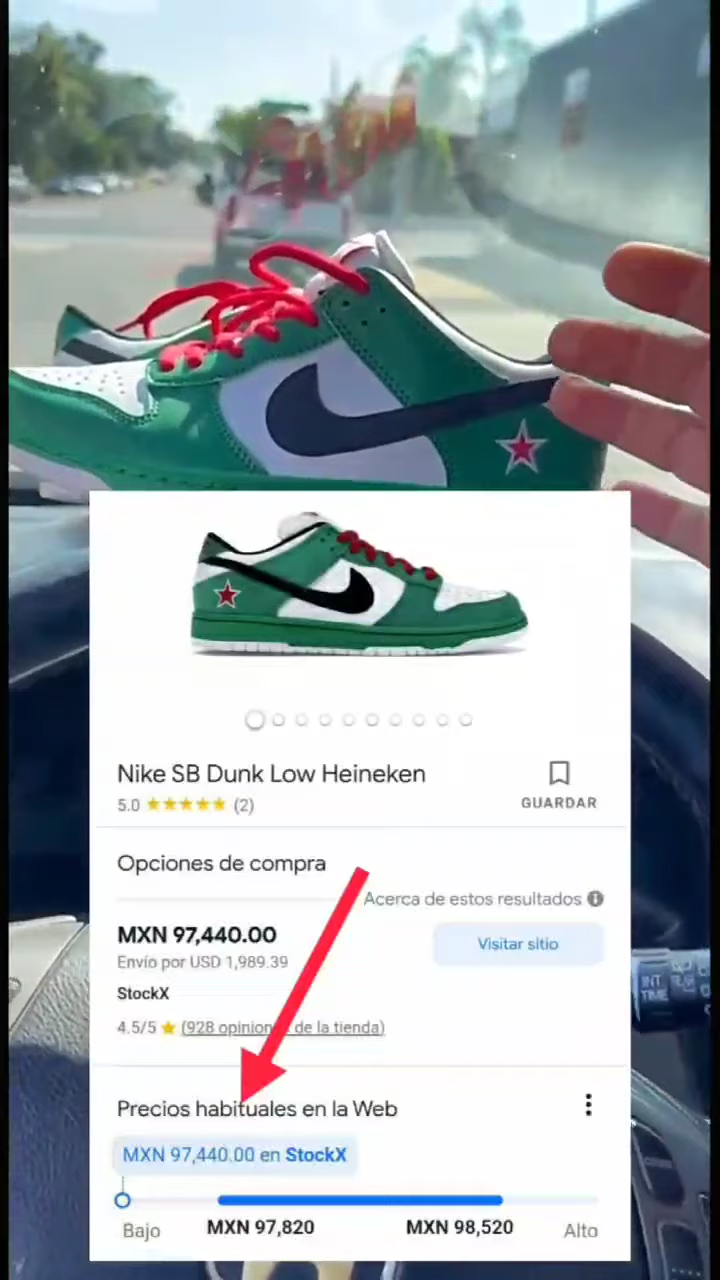 Nike SB Dunk Low Heineken
5.0 ★★★★★ (2)
GUARDAR
Opciones de compra
Acerca de estos resultados
MXN 97,440.00
Visitar sitio
Envío por USD 1,989.39
StockX
4.5/5 ★ (928 opiniones de la tienda)
Precios habituales en la Web
MXN 97,440.00 en StockX
Bajo
MXN 97,820
MXN 98,520
Alto
INT
TIME